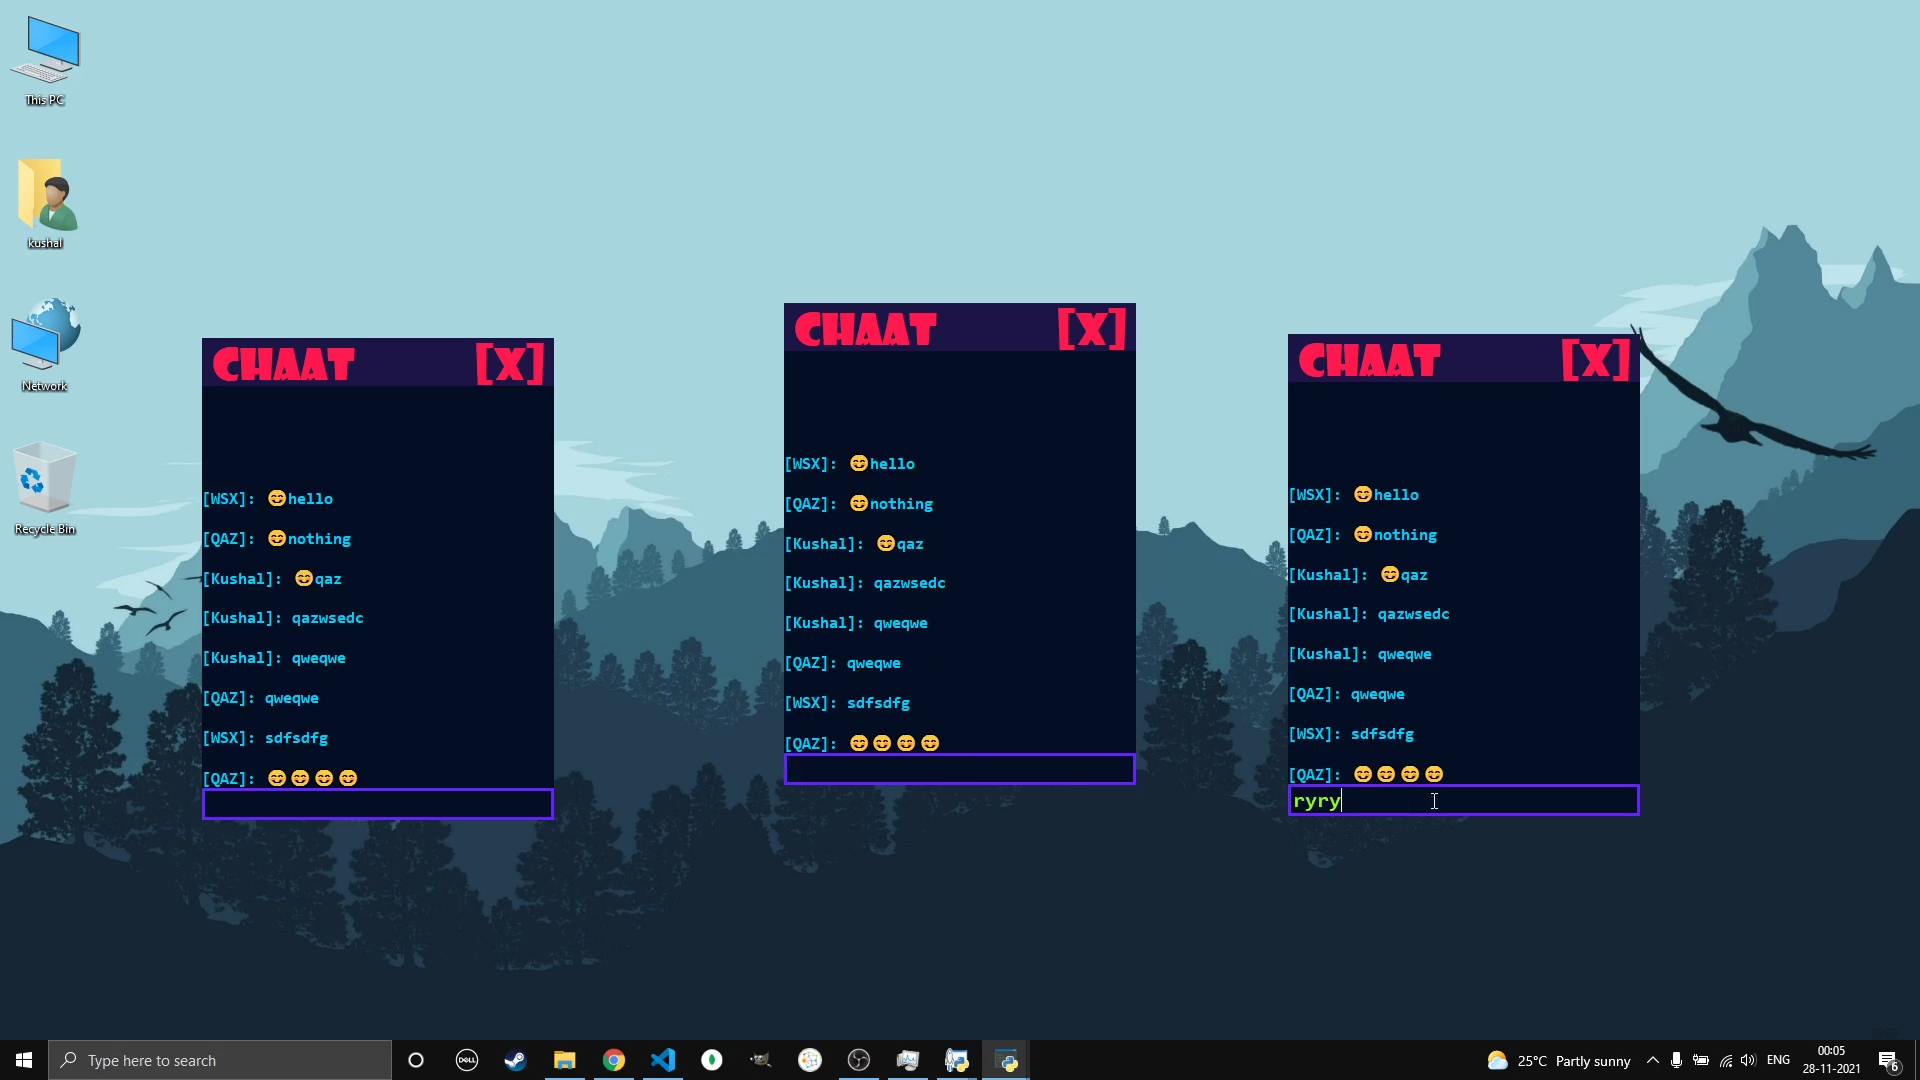 This PC
kushal
Network
Recycle Bin
CHAAT [X]
[WSX]: 😊hello
[QAZ]: 😊nothing
[Kushal]: 😊qaz
[Kushal]: qazwsedc
[Kushal]: qweqwe
[QAZ]: qweqwe
[WSX]: sdfsdfg
[QAZ]: 😊😊😊😊
CHAAT [X]
[WSX]: 😊hello
[QAZ]: 😊nothing
[Kushal]: 😊qaz
[Kushal]: qazwsedc
[Kushal]: qweqwe
[QAZ]: qweqwe
[WSX]: sdfsdfg
[QAZ]: 😊😊😊😊
CHAAT [X]
[WSX]: 😊hello
[QAZ]: 😊nothing
[Kushal]: 😊qaz
[Kushal]: qazwsedc
[Kushal]: qweqwe
[QAZ]: qweqwe
[WSX]: sdfsdfg
[QAZ]: 😊😊😊😊
ryry
Type here to search
DELL
25°C Partly sunny
ENG
00:05
28-11-2021
6